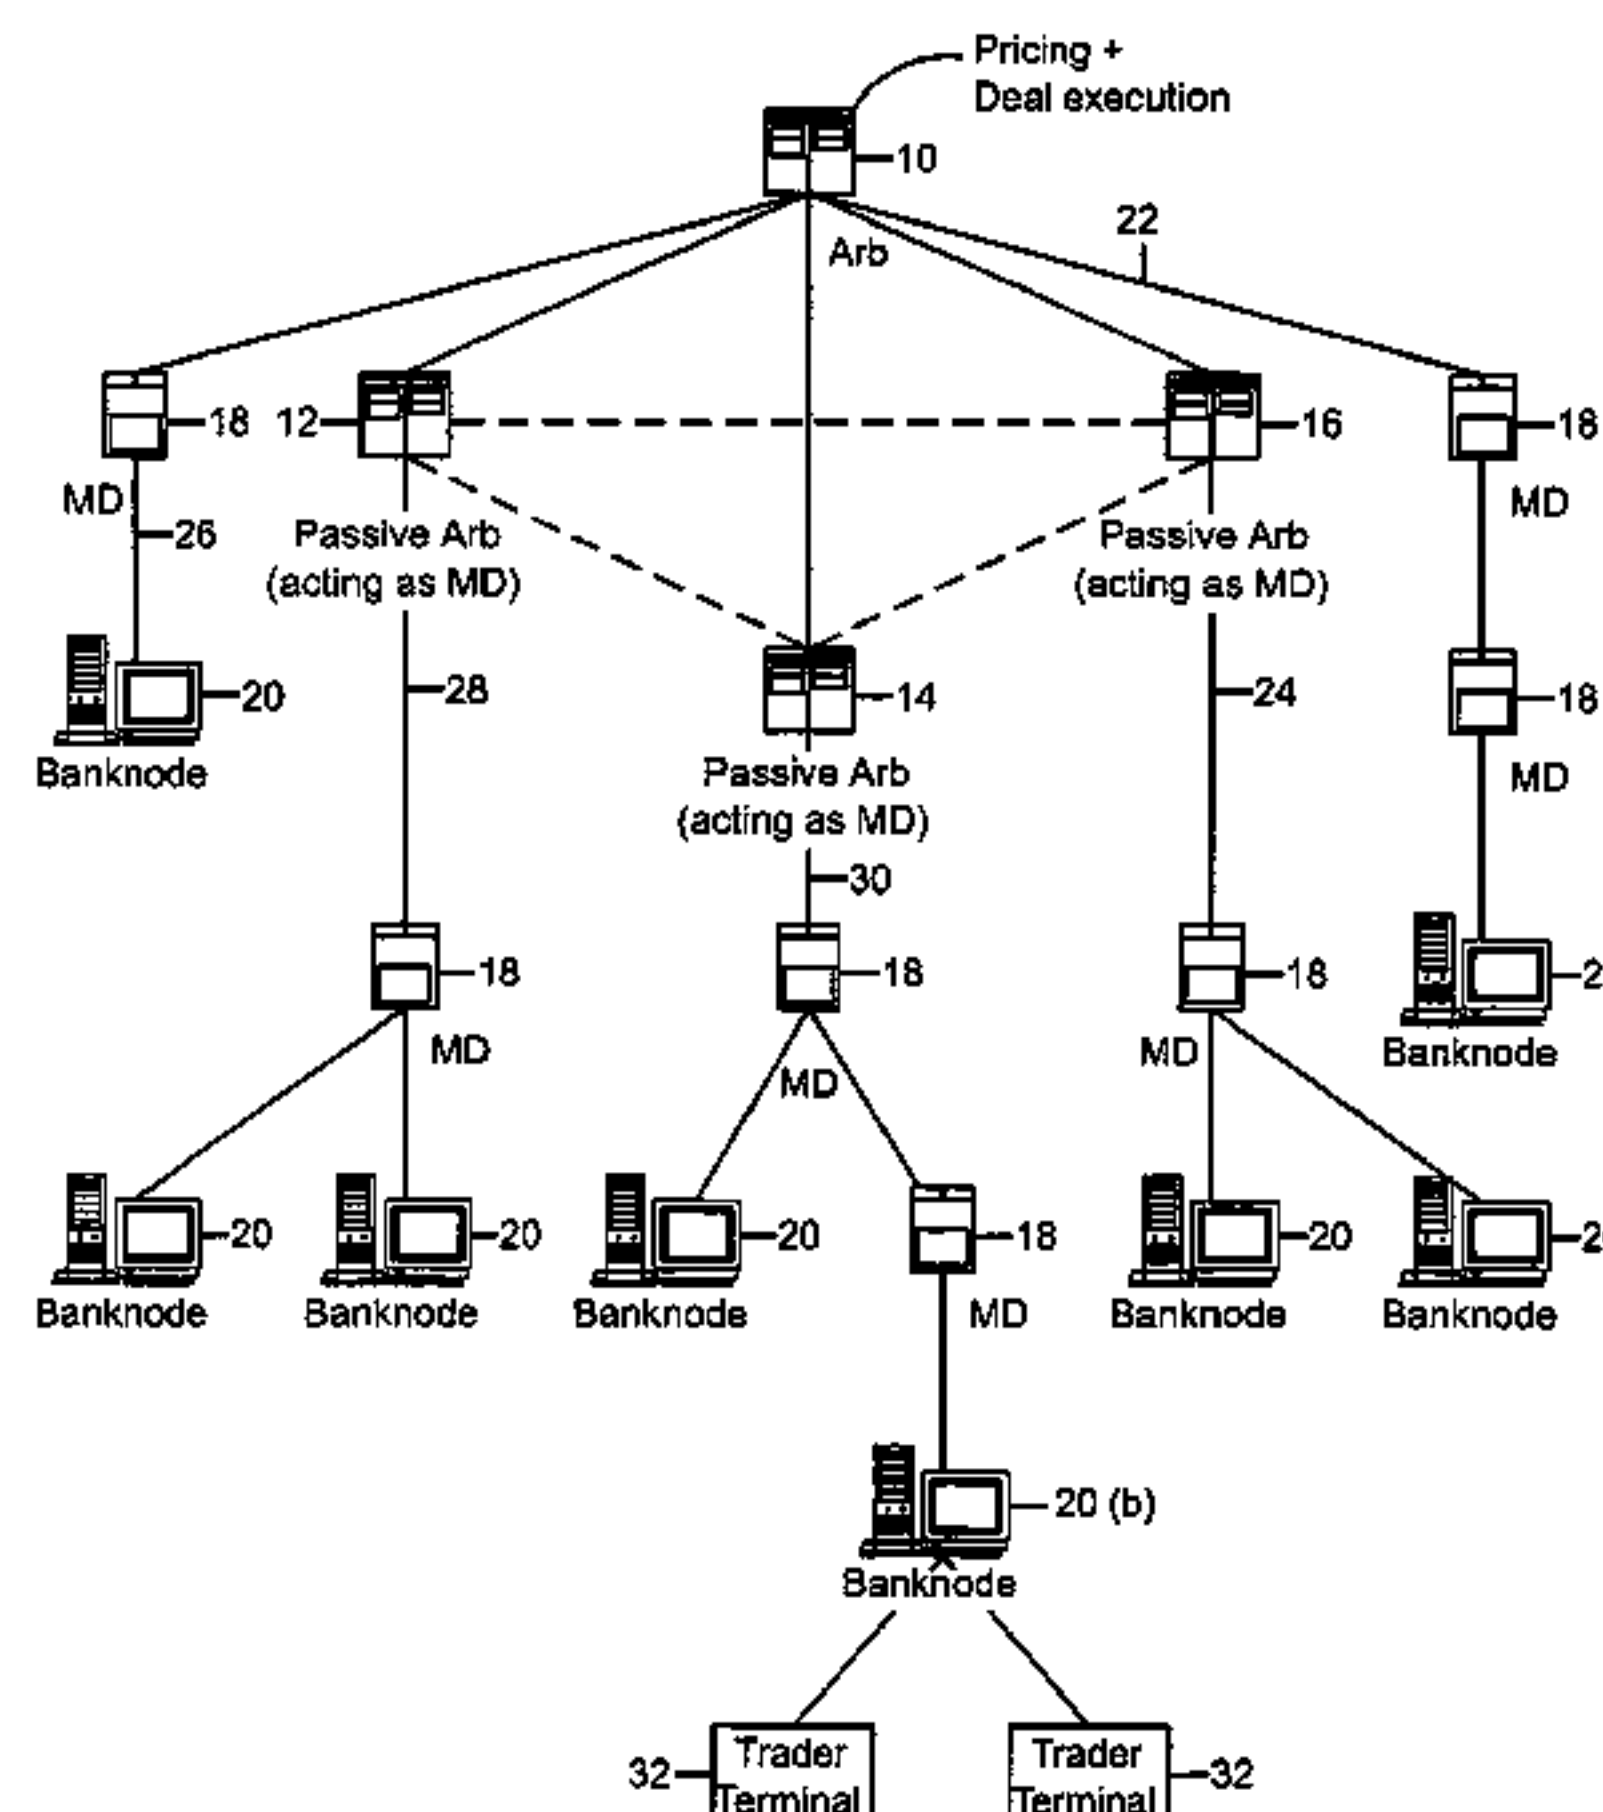 Pricing +
Deal execution
10
22
Arb
18
12
16
18
MD
MD
26
Passive Arb
(acting as MD)
Passive Arb
(acting as MD)
20
28
14
24
18
Banknode
Passive Arb
(acting as MD)
MD
30
18
18
18
2
MD
MD
MD
Banknode
20
20
20
18
20
2
Banknode
Banknode
Banknode
MD
Banknode
Banknode
20 (b)
Banknode
32
Trader
Terminal
Trader
Terminal
32